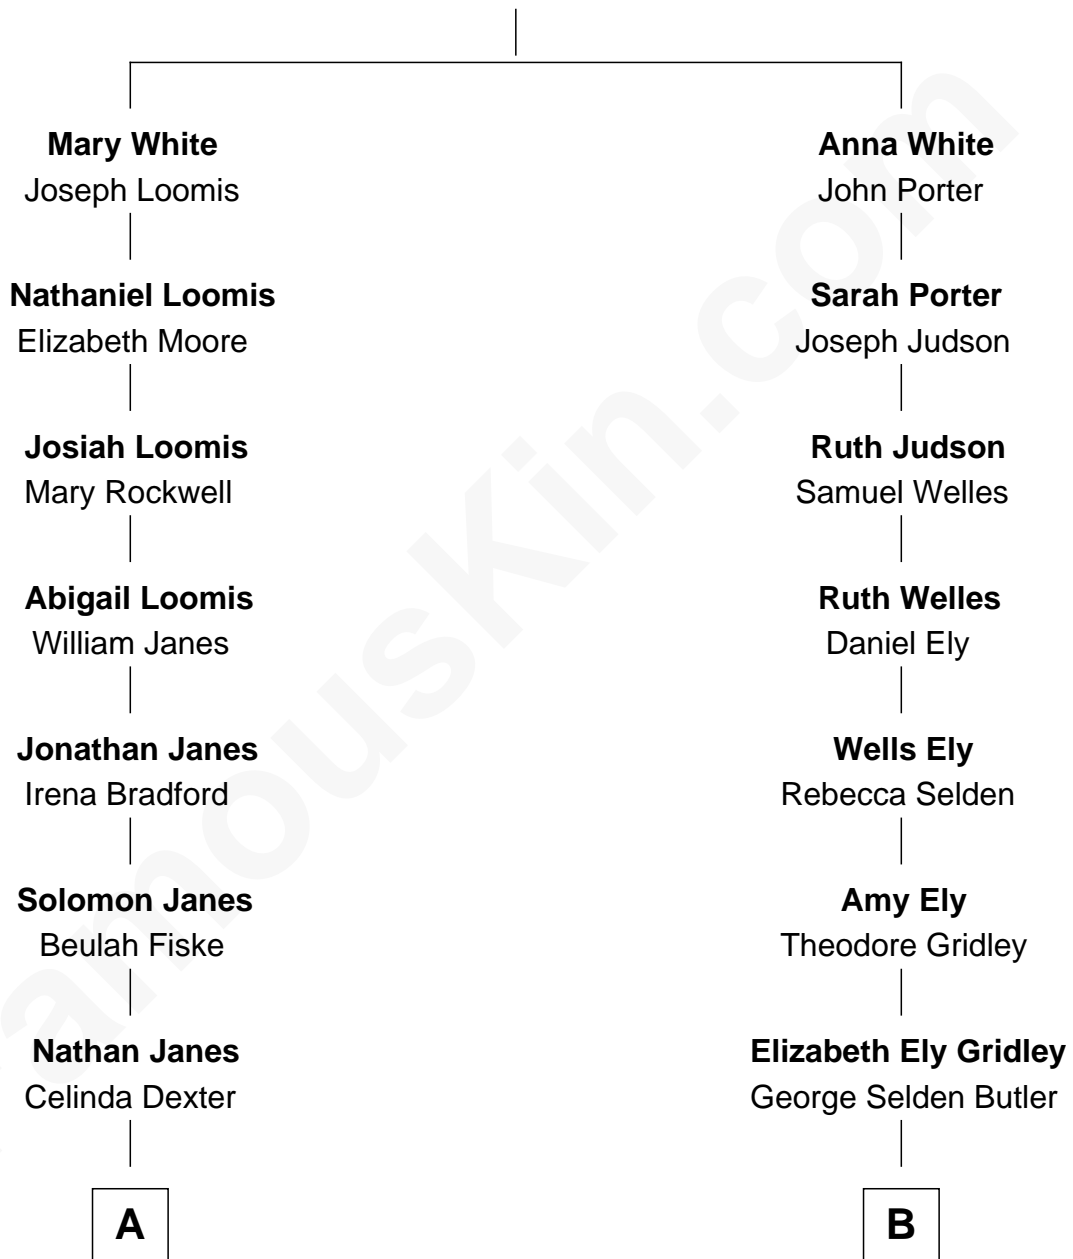 Mary White
Joseph Loomis
Nathaniel Loomis
Elizabeth Moore
Josiah Loomis
Mary Rockwell
Abigail Loomis
William Janes
Jonathan Janes
Irena Bradford
Solomon Janes
Beulah Fiske
Nathan Janes
Celinda Dexter
A
Anna White
John Porter
Sarah Porter
Joseph Judson
Ruth Judson
Samuel Welles
Ruth Welles
Daniel Ely
Wells Ely
Rebecca Selden
Amy Ely
Theodore Gridley
Elizabeth Ely Gridley
George Selden Butler
B
amouskin.com